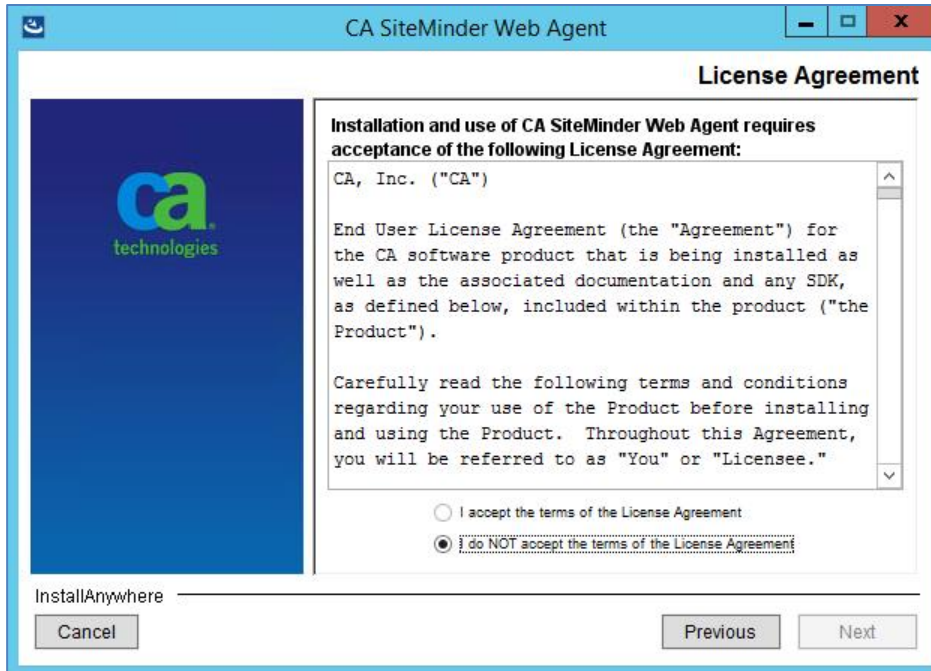 CA SiteMinder Web Agent
License Agreement
ca
technologies
Installation and use of CA SiteMinder Web Agent requires
acceptance of the following License Agreement:
CA, Inc. ("CA")
End User License Agreement (the "Agreement") for
the CA software product that is being installed as
well as the associated documentation and any SDK,
as defined below, included within the product ("the
Product").
Carefully read the following terms and conditions
regarding your use of the Product before installing
and using the Product.  Throughout this Agreement,
you will be referred to as "You" or "Licensee."
I accept the terms of the License Agreement
I do NOT accept the terms of the License Agreement
InstallAnywhere
Cancel
Previous
Next